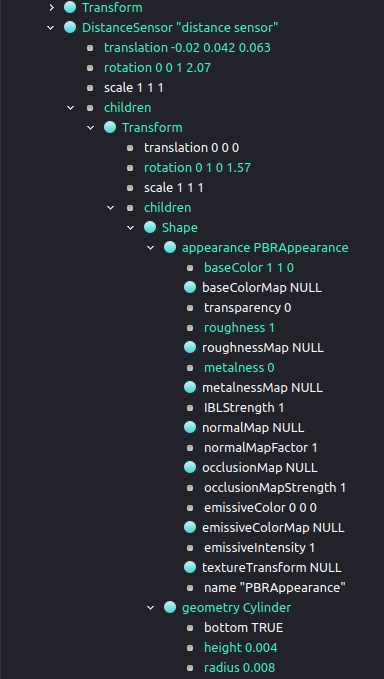 Transform
DistanceSensor "distance sensor"
translation -0.02 0.042 0.063
rotation 0 0 1 2.07
scale 1 1 1
children
Transform
translation 0 0 0
rotation 0 1 0 1.57
scale 1 1 1
children
Shape
appearance PBRAppearance
baseColor 1 1 0
baseColorMap NULL
transparency 0
roughness 1
roughnessMap NULL
metalness 0
metalnessMap NULL
IBLStrength 1
normalMap NULL
normalMapFactor 1
occlusionMap NULL
occlusionMapStrength 1
emissiveColor 0 0 0
emissiveColorMap NULL
emissiveIntensity 1
textureTransform NULL
name "PBRAppearance"
geometry Cylinder
bottom TRUE
height 0.004
radius 0.008